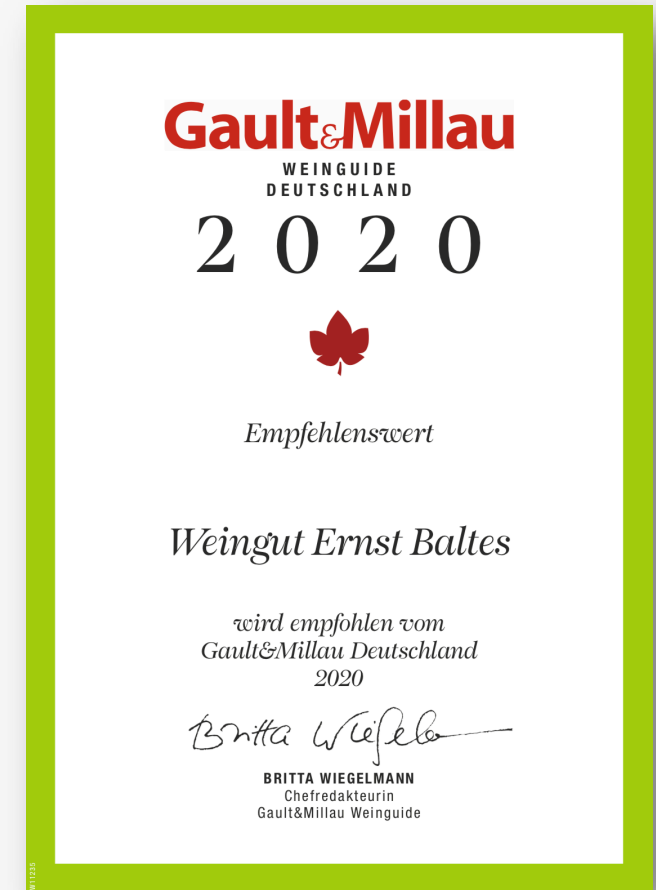 Gault&Millau
WEINGUIDE
DEUTSCHLAND
2020
Empfehlenswert
Weingut Ernst Baltes
wird empfohlen vom
Gault&Millau Deutschland
2020
Britta Wiegelmann
BRITTA WIEGELMANN
Chefredakteurin
Gault&Millau Weinguide